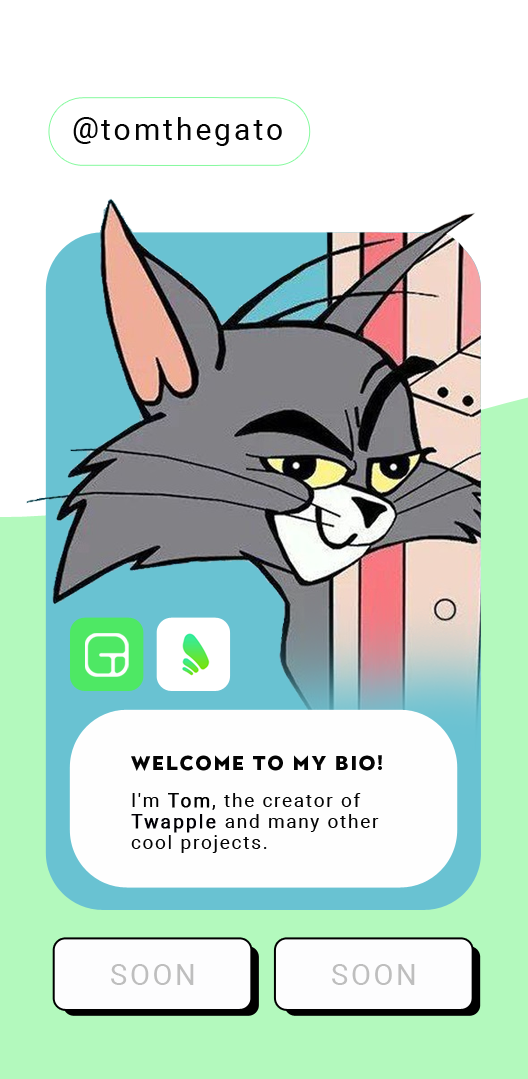 @tomthegato
WELCOME TO MY BIO!
I'm Tom, the creator of
Twapple and many other
cool projects.
SOON
SOON